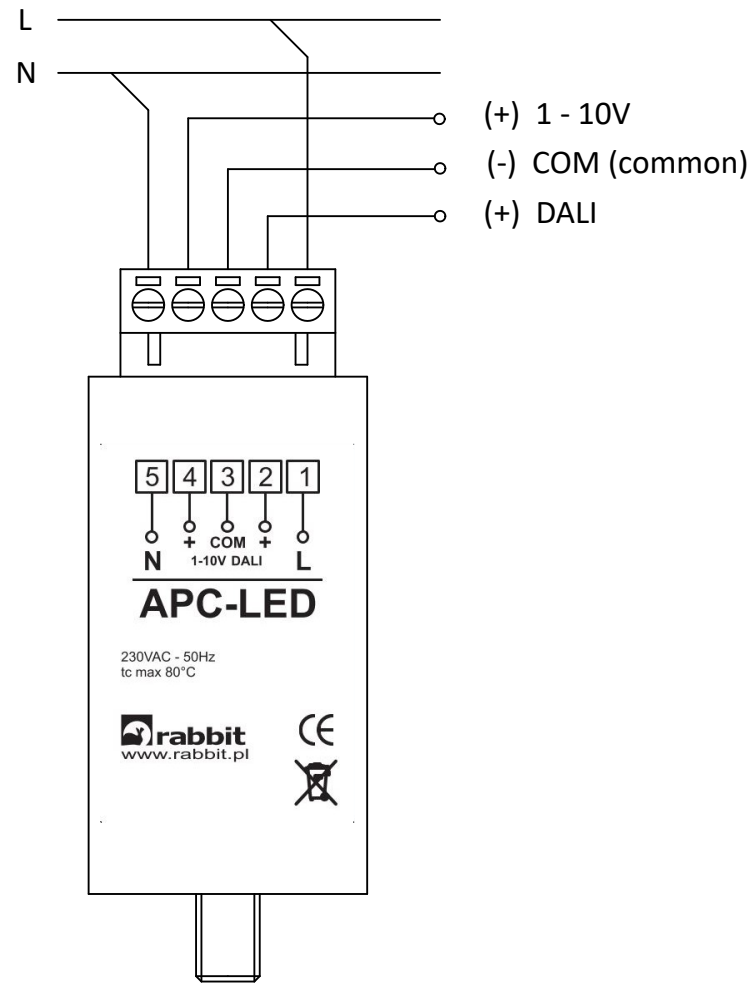 L
N
(+) 1 - 10V
(-) COM (common)
(+) DALI
5 4 3 2 1
+ COM +
N 1-10V DALI L
APC-LED
230VAC - 50Hz
tc max 80°C
rabbit CE
www.rabbit.pl